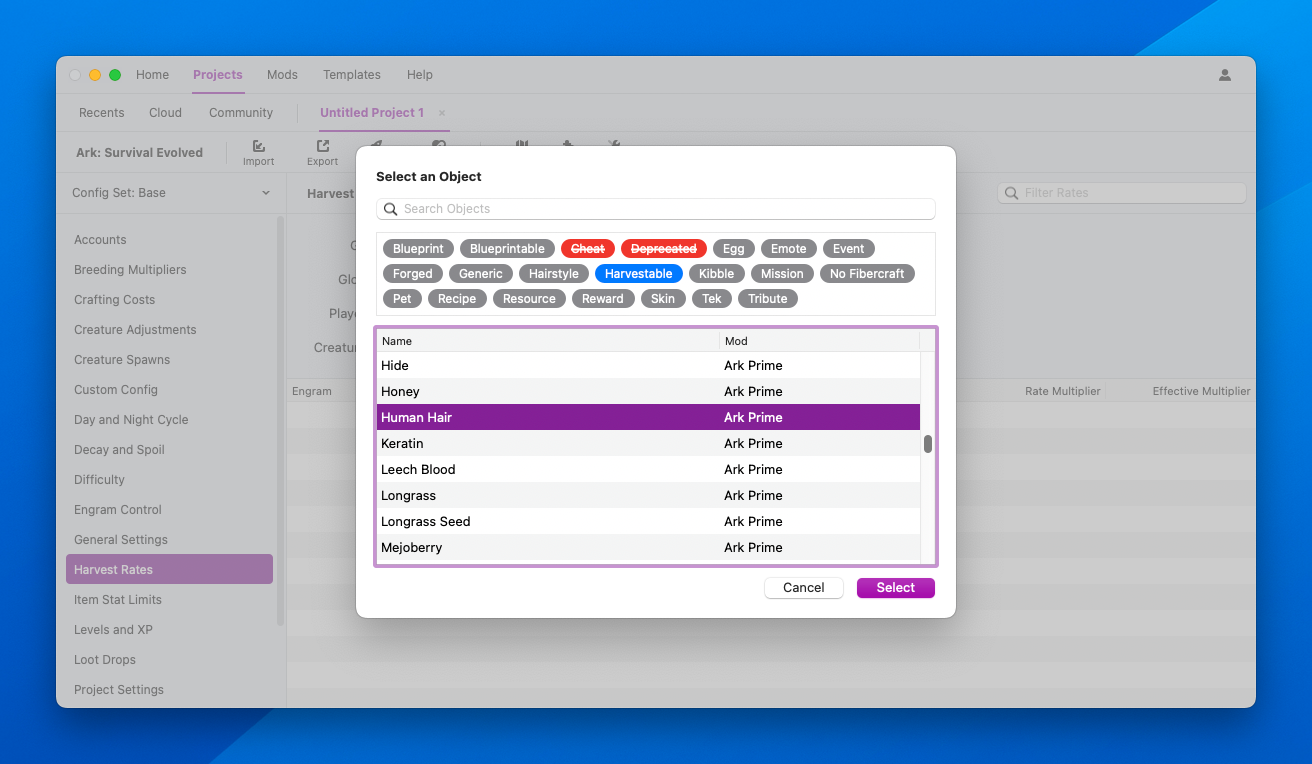 Home Projects Mods Templates Help
Recents Cloud Community Untitled Project 1 ×
Ark: Survival Evolved Import Export
Config Set: Base
Harvest
Filter Rates
Accounts
Breeding Multipliers
Crafting Costs
Creature Adjustments
Creature Spawns
Custom Config
Day and Night Cycle
Decay and Spoil
Difficulty
Engram Control
General Settings
Harvest Rates
Item Stat Limits
Levels and XP
Loot Drops
Project Settings
Engram Rate Multiplier Effective Multiplier
Select an Object
Search Objects
Blueprint Blueprintable Cheat Deprecated Egg Emote Event
Forged Generic Hairstyle Harvestable Kibble Mission No Fibercraft
Pet Recipe Resource Reward Skin Tek Tribute
Name Mod
Hide Ark Prime
Honey Ark Prime
Human Hair Ark Prime
Keratin Ark Prime
Leech Blood Ark Prime
Longrass Ark Prime
Longrass Seed Ark Prime
Mejoberry Ark Prime
Cancel Select